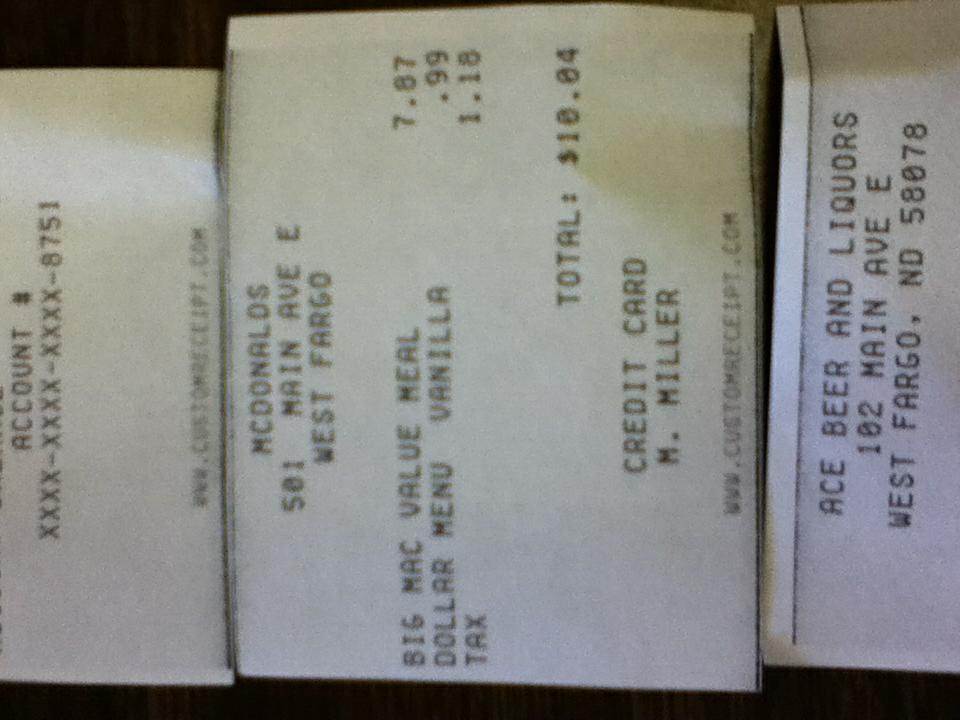 ACCOUNT #
XXXX-XXXX-XXXX-8751
WWW.CUSTOMRECEIPT.COM
MCDONALDS
501 MAIN AVE E
WEST FARGO
BIG MAC VALUE MEAL 7.87
DOLLAR MENU VANILLA .99
TAX 1.18
TOTAL: $10.04
CREDIT CARD
M. MILLER
WWW.CUSTOMRECEIPT.COM
ACE BEER AND LIQUORS
102 MAIN AVE E
WEST FARGO, ND 58078